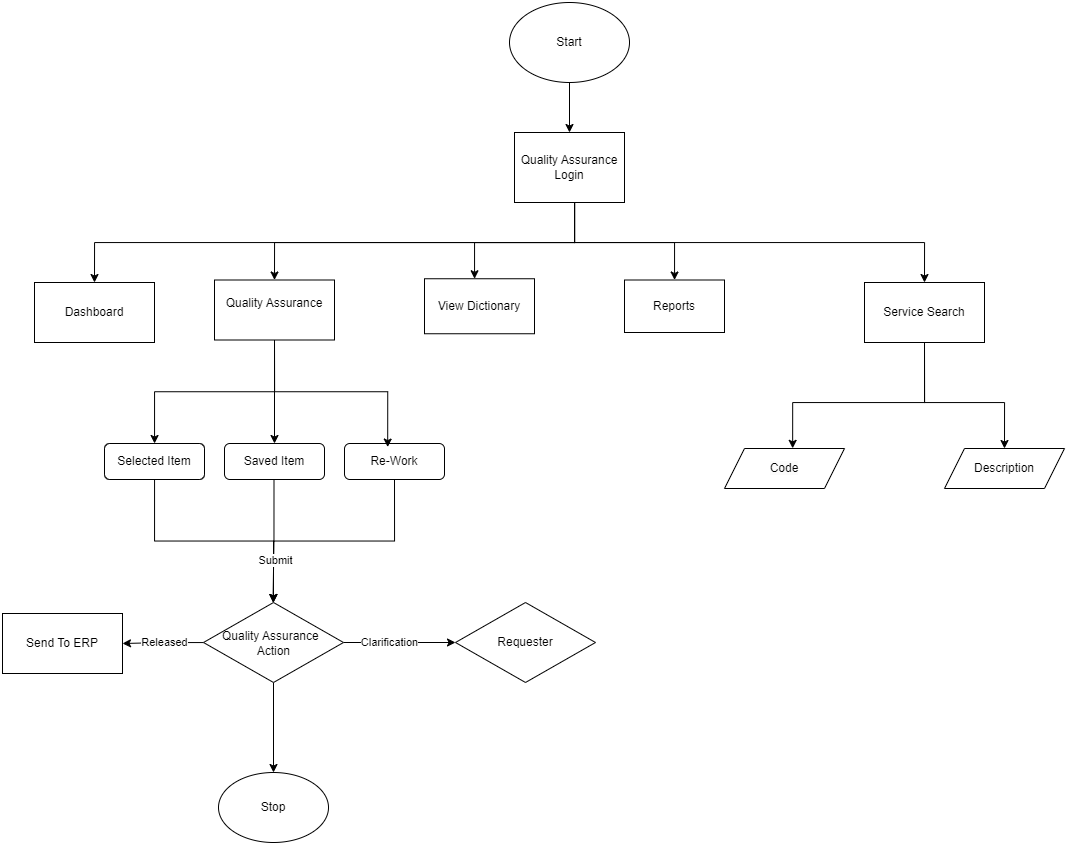 Start
Quality Assurance
Login
Dashboard
Quality Assurance
View Dictionary
Reports
Service Search
Selected Item
Saved Item
Re-Work
Code
Description
Submit
Send To ERP
Released
Quality Assurance
Action
Clarification
Requester
Stop